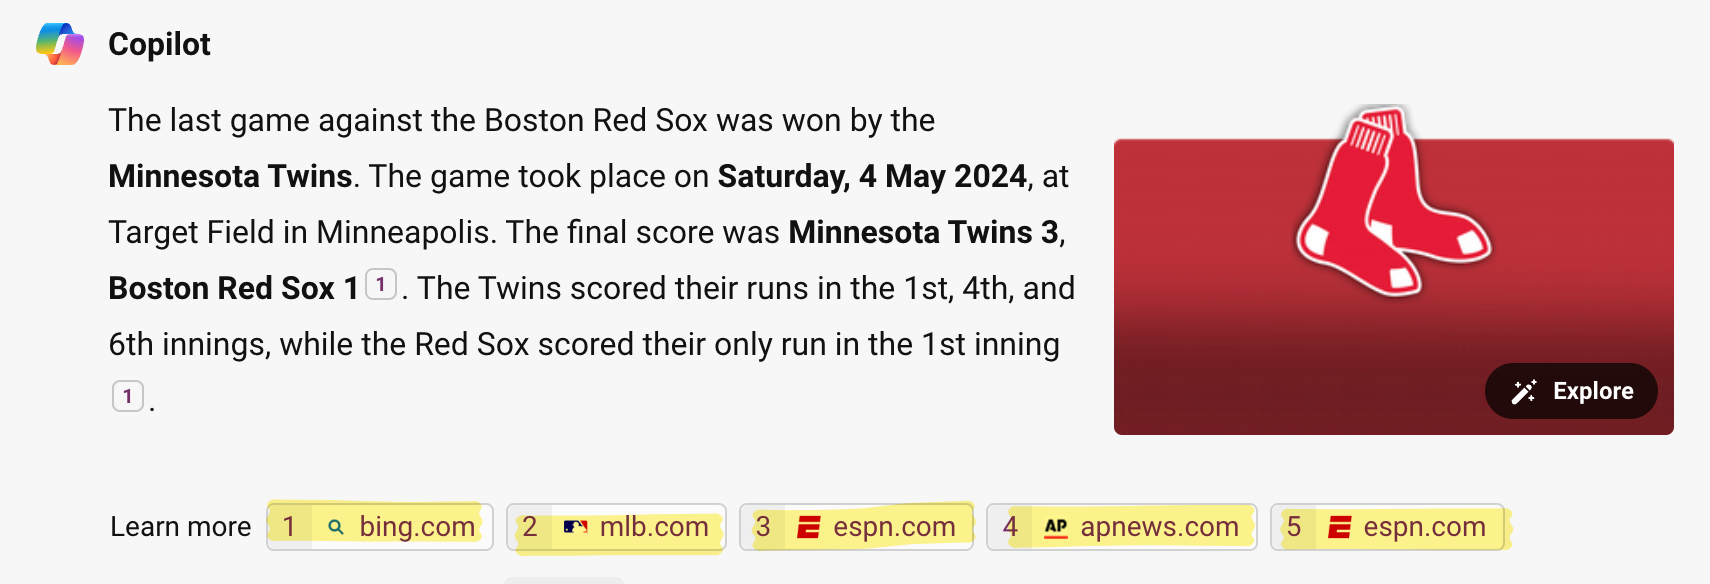 Copilot
The last game against the Boston Red Sox was won by the
Minnesota Twins. The game took place on Saturday, 4 May 2024, at
Target Field in Minneapolis. The final score was Minnesota Twins 3,
Boston Red Sox 1 1 . The Twins scored their runs in the 1st, 4th, and
6th innings, while the Red Sox scored their only run in the 1st inning
1 .
Explore
Learn more 1 bing.com 2 mlb.com 3 E espn.com 4 AP apnews.com 5 E espn.com